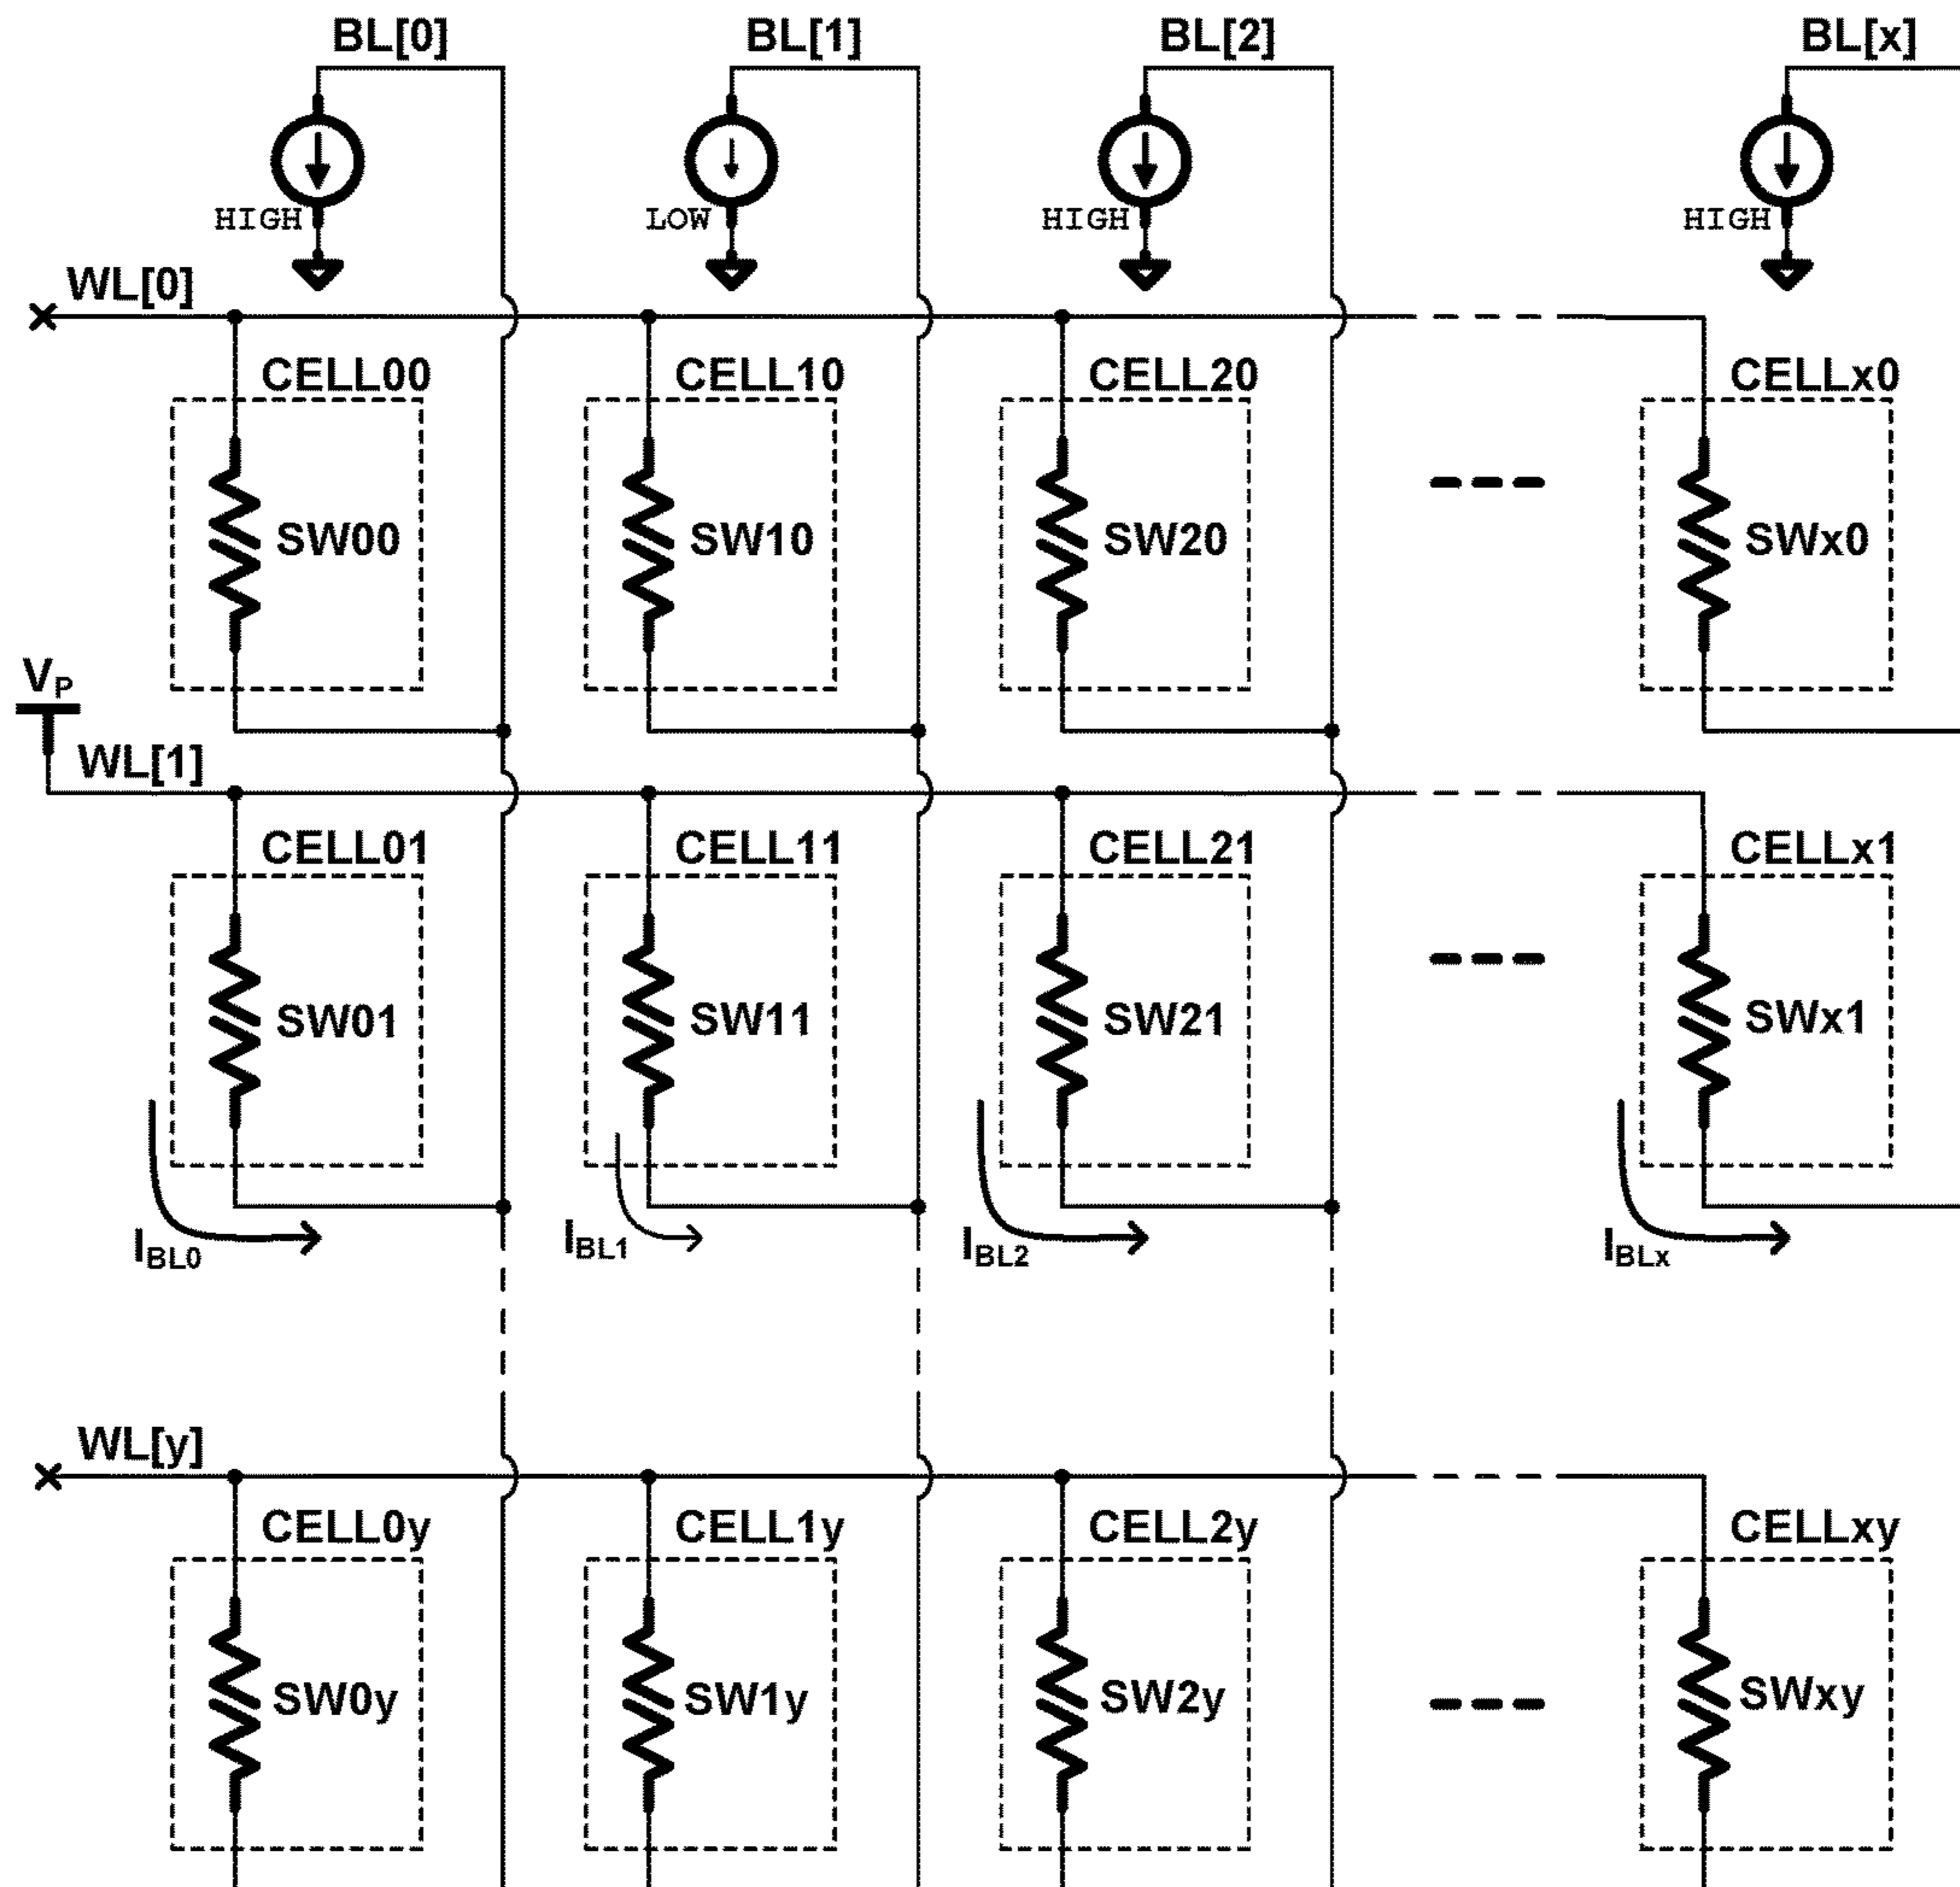 BL[0] BL[1] BL[2] BL[x]
HIGH LOW HIGH HIGH
WL[0]
CELL00 CELL10 CELL20 CELLx0
SW00 SW10 SW20 SWx0
VP
WL[1]
CELL01 CELL11 CELL21 CELLx1
SW01 SW11 SW21 SWx1
IBL0 IBL1 IBL2 IBLx
WL[y]
CELL0y CELL1y CELL2y CELLxy
SW0y SW1y SW2y SWxy